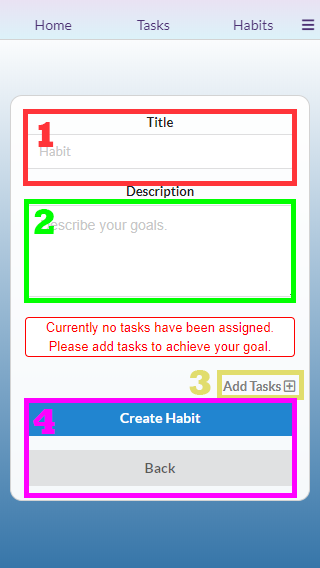 Home Tasks Habits
1
Title
Habit
Description
2
escribe your goals.
Currently no tasks have been assigned.
Please add tasks to achieve your goal.
3
Add Tasks
4
Create Habit
Back